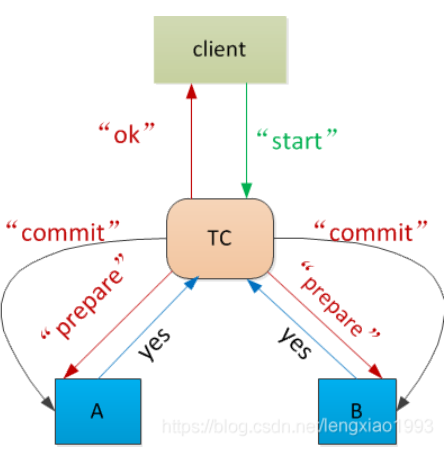 client
“ok”
“start”
“commit”
“commit”
TC
“prepare”
“prepare”
yes
yes
A
B
https://blog.csdn.net/lengxiao1993